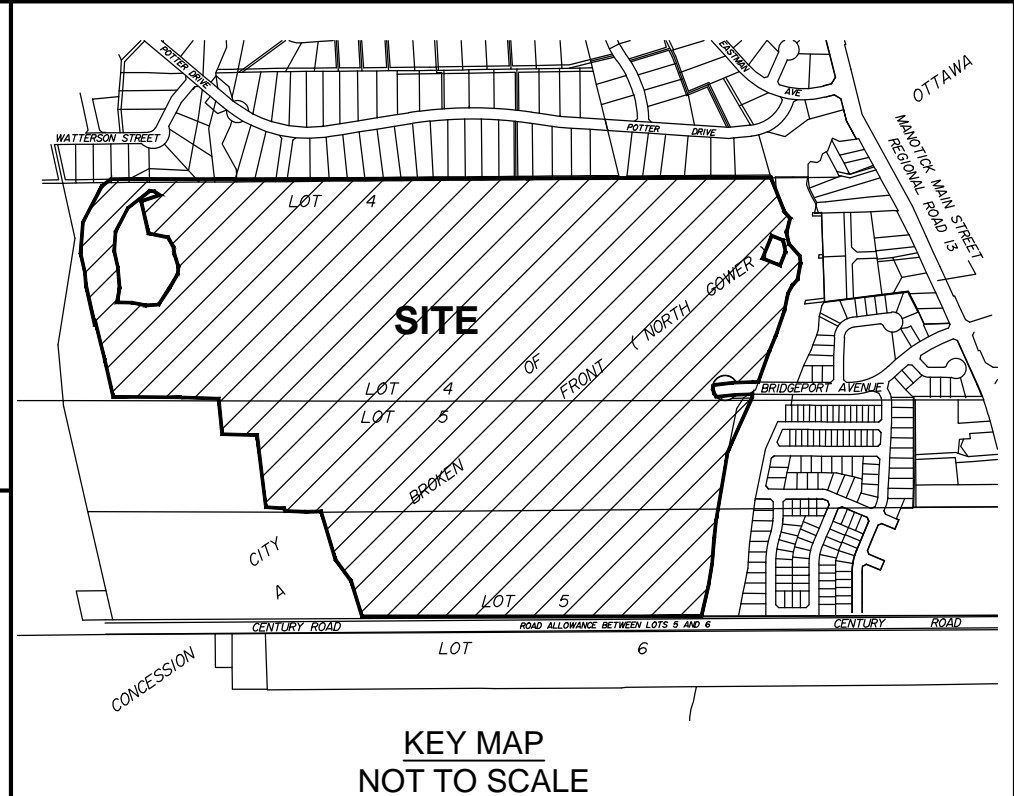 POTTER DRIVE
EASTMAN
AVE
OTTAWA
WATTERSON STREET
POTTER DRIVE
MANOTICK MAIN STREET
REGIONAL ROAD 13
LOT 4
SITE
OF
FRONT ( NORTH GOWER )
LOT 4
BRIDGEPORT AVENUE
LOT 5
BROKEN
CITY
A
LOT 5
CENTURY ROAD
ROAD ALLOWANCE BETWEEN LOTS 5 AND 6
CENTURY ROAD
LOT 6
CONCESSION
KEY MAP
NOT TO SCALE